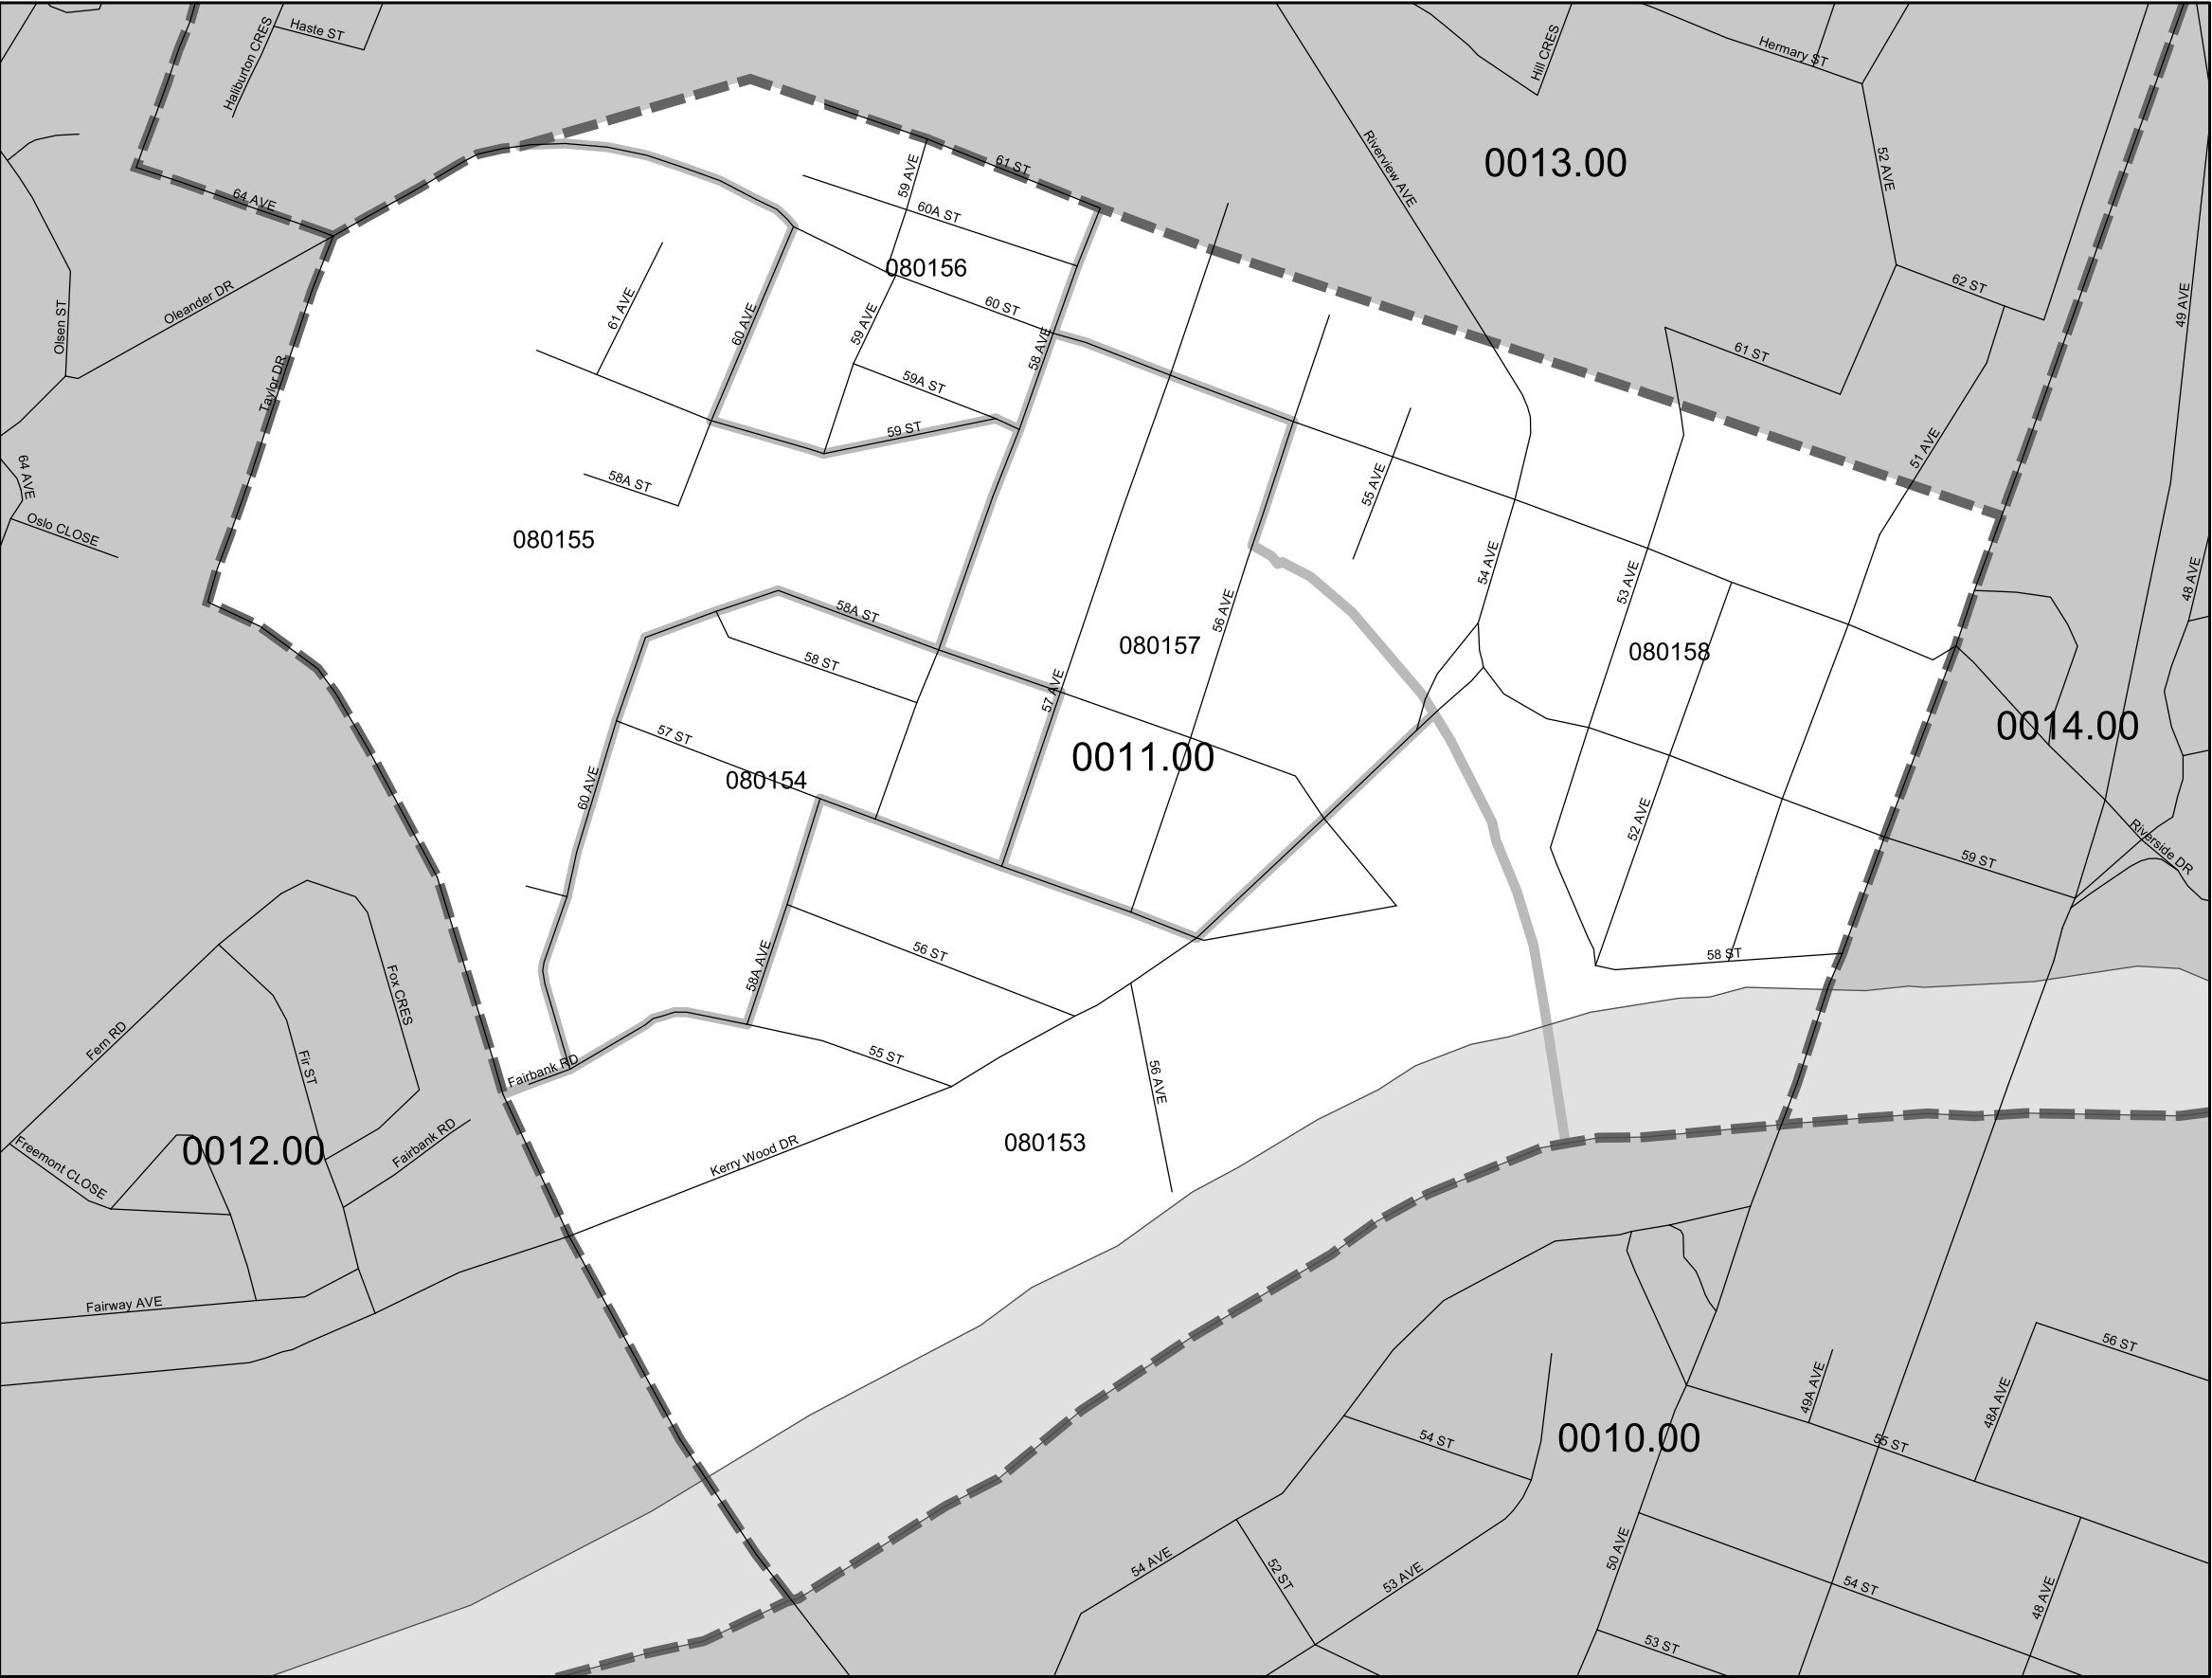 Haste ST
Haliburton CRES
Hill CRES
Hermary ST
Riverview AVE
0013.00
52 AVE
61 ST
59 AVE
64 AVE
60A ST
080156
62 ST
49 AVE
Oleander DR
Olsen ST
61 AVE
60 AVE
59 AVE
60 ST
58 AVE
61 ST
Taylor DR
59A ST
59 ST
51 AVE
64 AVE
58A ST
55 AVE
Oslo CLOSE
080155
54 AVE
53 AVE
48 AVE
58A ST
56 AVE
080157
080158
58 ST
57 AVE
57 ST
0014.00
0011.00
080154
60 AVE
52 AVE
Riverside DR
59 ST
56 ST
58A AVE
58 ST
Fox CRES
Fern RD
Fir ST
55 ST
Fairbank RD
56 AVE
080153
Kerry Wood DR
Fairbank RD
0012.00
Freemont CLOSE
Fairway AVE
56 ST
49A AVE
48A AVE
0010.00
54 ST
55 ST
50 AVE
54 AVE
52 ST
53 AVE
54 ST
48 AVE
53 ST